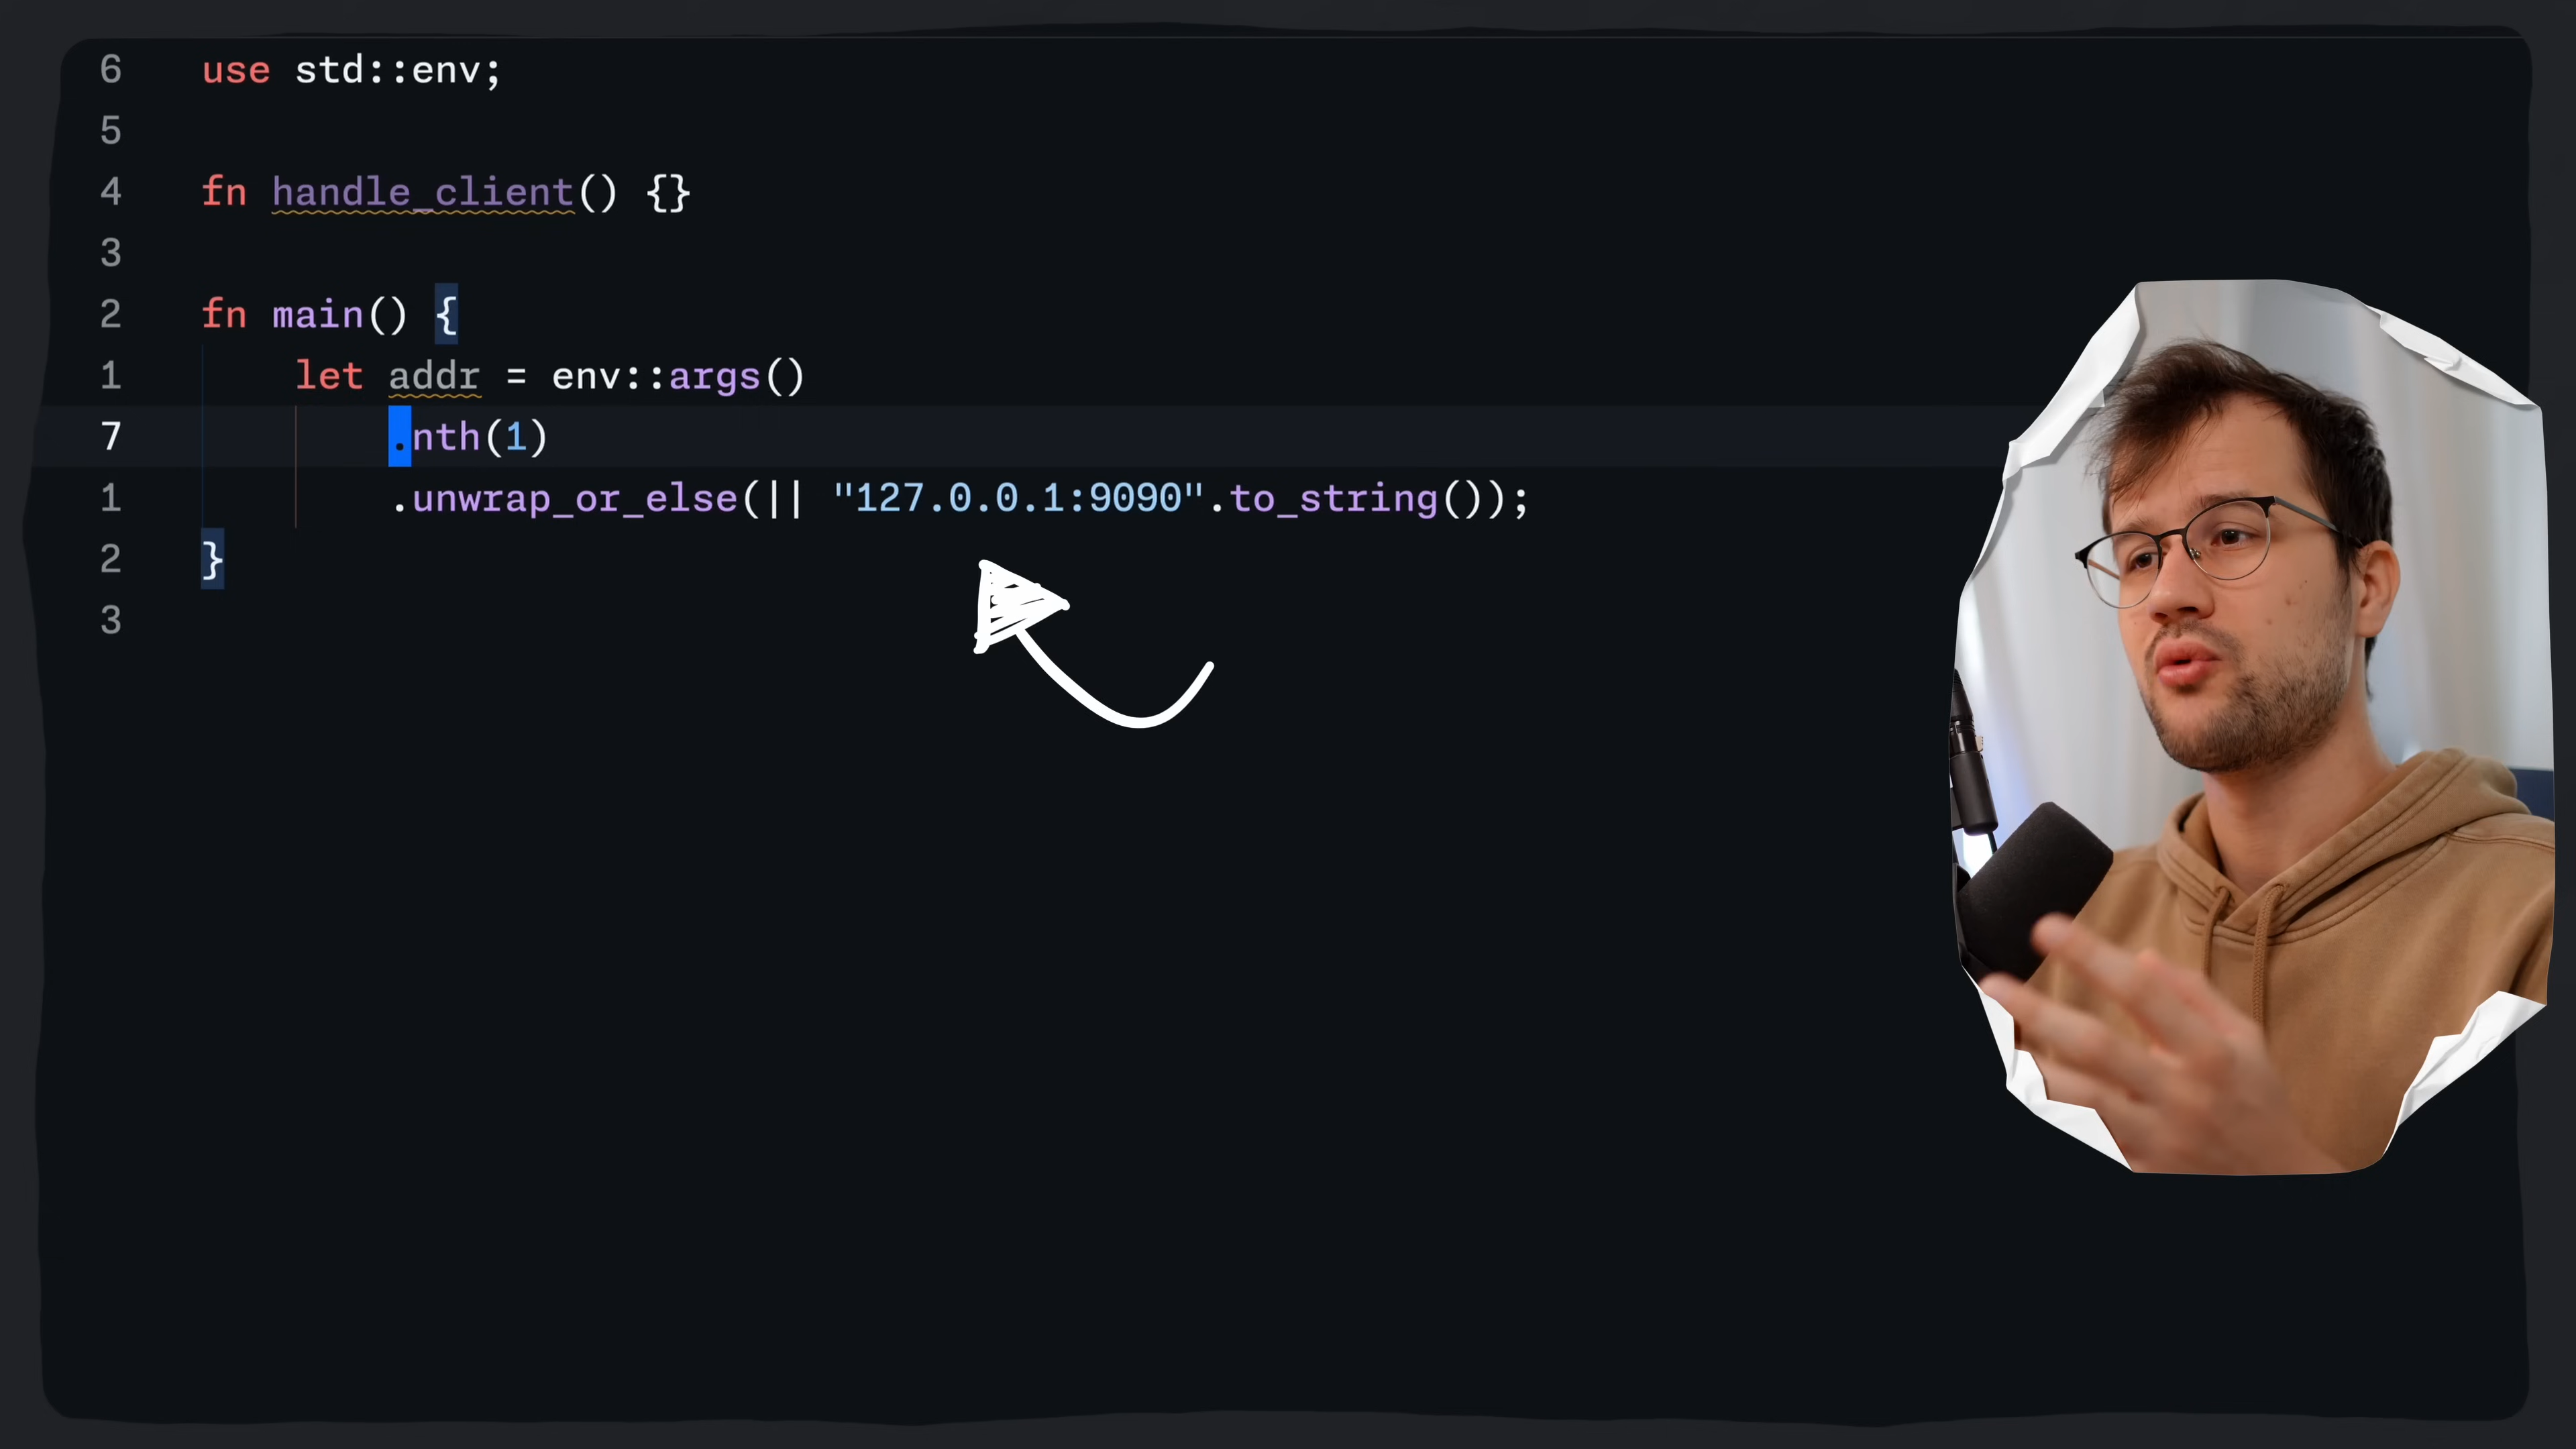 6 use std::env;
5
4 fn handle_client() {}
3
2 fn main() {
1 let addr = env::args()
7 .nth(1)
1 .unwrap_or_else(|| "127.0.0.1:9090".to_string());
2 }
3